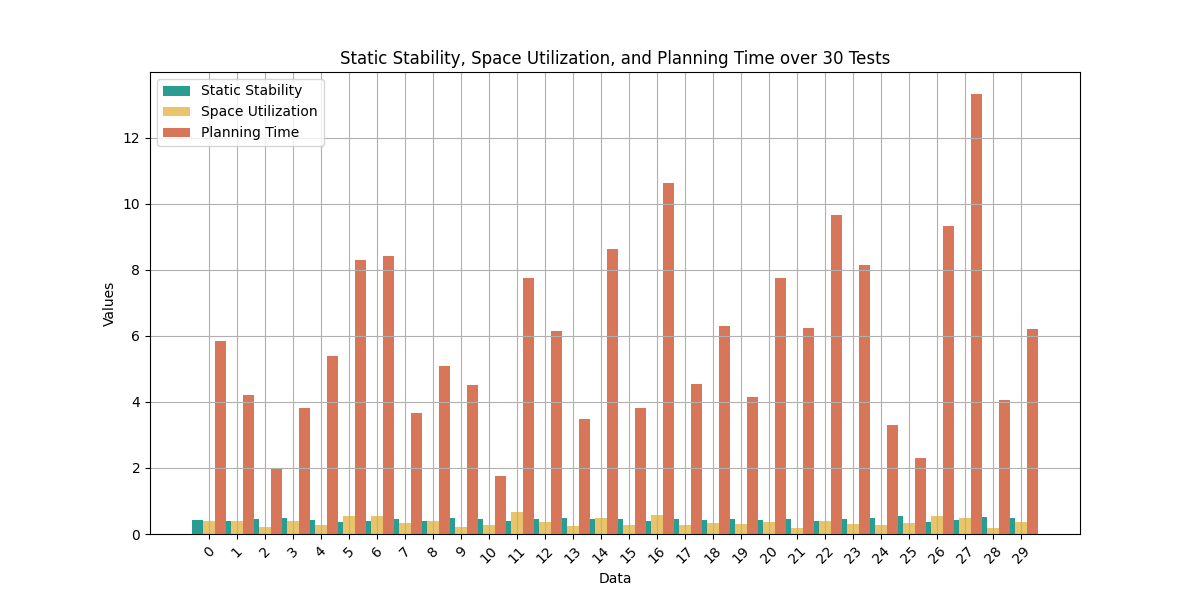 Static Stability, Space Utilization, and Planning Time over 30 Tests
Static Stability
Space Utilization
Planning Time
12
10
8
6
4
2
0
Values
0 1 2 3 4 5 6 7 8 9 10 11 12 13 14 15 16 17 18 19 20 21 22 23 24 25 26 27 28 29
Data